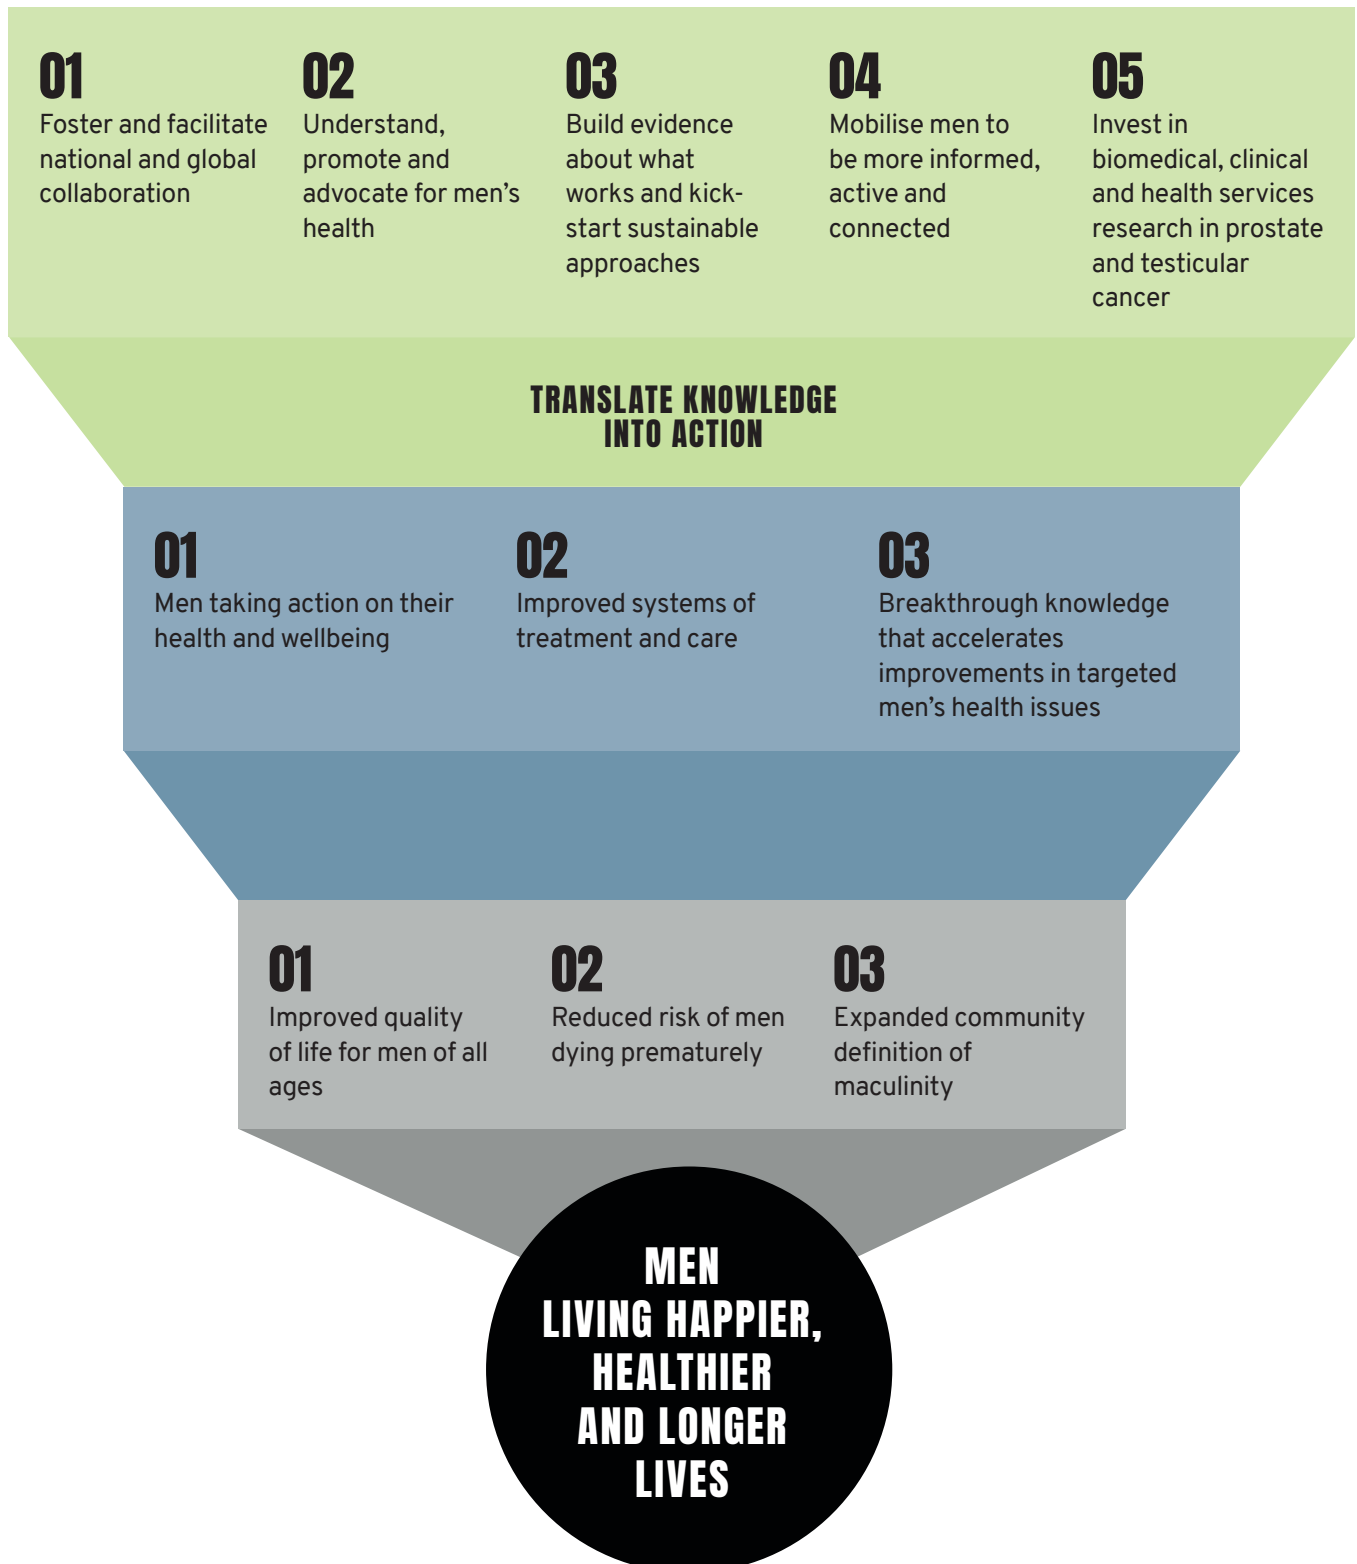 01
Foster and facilitate
national and global
collaboration
02
Understand,
promote and
advocate for men’s
health
03
Build evidence
about what
works and kick-
start sustainable
approaches
04
Mobilise men to
be more informed,
active and
connected
05
Invest in
biomedical, clinical
and health services
research in prostate
and testicular
cancer
TRANSLATE KNOWLEDGE
INTO ACTION
01
Men taking action on their
health and wellbeing
02
Improved systems of
treatment and care
03
Breakthrough knowledge
that accelerates
improvements in targeted
men’s health issues
01
Improved quality
of life for men of all
ages
02
Reduced risk of men
dying prematurely
03
Expanded community
definition of
maculinity
MEN
LIVING HAPPIER,
HEALTHIER
AND LONGER
LIVES